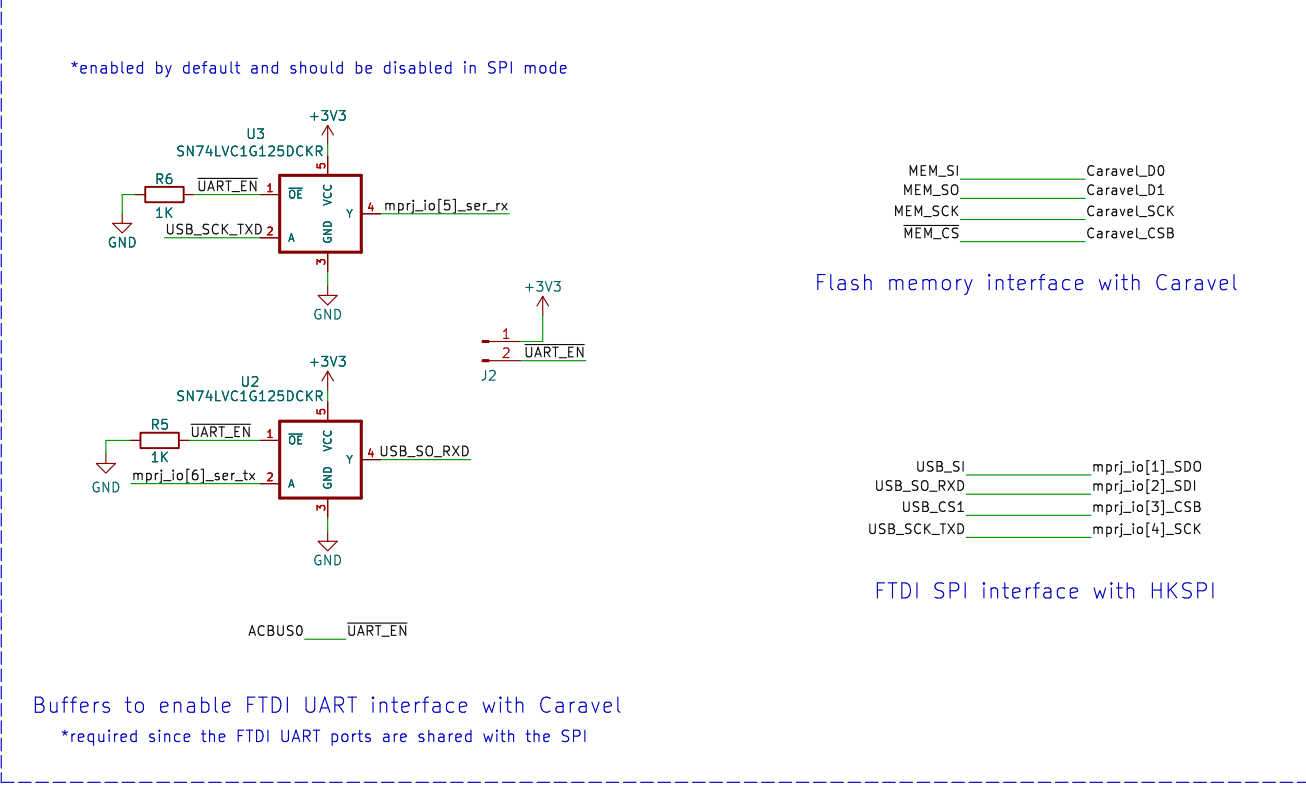 *enabled by default and should be disabled in SPI mode
+3V3
U3
SN74LVC1G125DCKR
5
R6
UART_EN
1
OE
VCC
1K
GND
USB_SCK_TXD
2
A
GND
Y
4
mprj_io[5]_ser_rx
3
GND
+3V3
1
2
UART_EN
J2
+3V3
U2
SN74LVC1G125DCKR
5
R5
UART_EN
1
OE
VCC
1K
GND
mprj_io[6]_ser_tx
2
A
GND
Y
4
USB_SO_RXD
3
GND
ACBUS0
UART_EN
Buffers to enable FTDI UART interface with Caravel
*required since the FTDI UART ports are shared with the SPI
MEM_SI Caravel_D0
MEM_SO Caravel_D1
MEM_SCK Caravel_SCK
MEM_CS Caravel_CSB
Flash memory interface with Caravel
USB_SI mprj_io[1]_SDO
USB_SO_RXD mprj_io[2]_SDI
USB_CS1 mprj_io[3]_CSB
USB_SCK_TXD mprj_io[4]_SCK
FTDI SPI interface with HKSPI